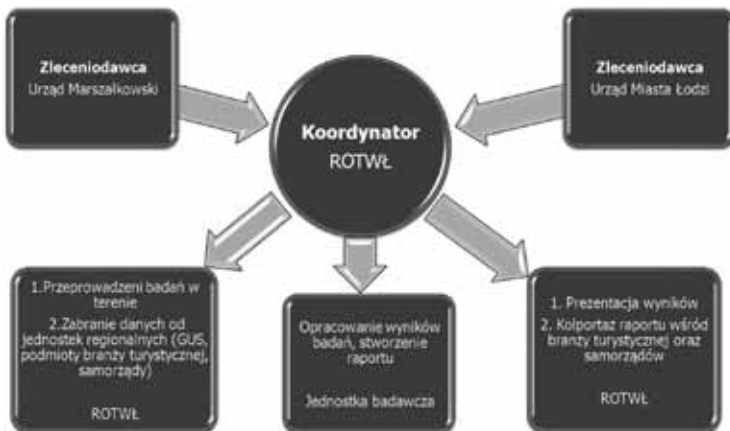 Zleceniodawca
Urząd Marszałkowski
Zleceniodawca
Urząd Miasta Łodzi
Koordynator
ROTWŁ
1.Przeprowadzeni badań w
terenie
2.Zabranie danych od
jednostek regionalnych (GUS,
podmioty branży turystycznej,
samorządy)
ROTWŁ
Opracowanie wyników
badań, stworzenie
raportu
Jednostka badawcza
1. Prezentacja wyników
2. Kolportaż raportu wśród
branży turystycznej oraz
samorządów
ROTWŁ